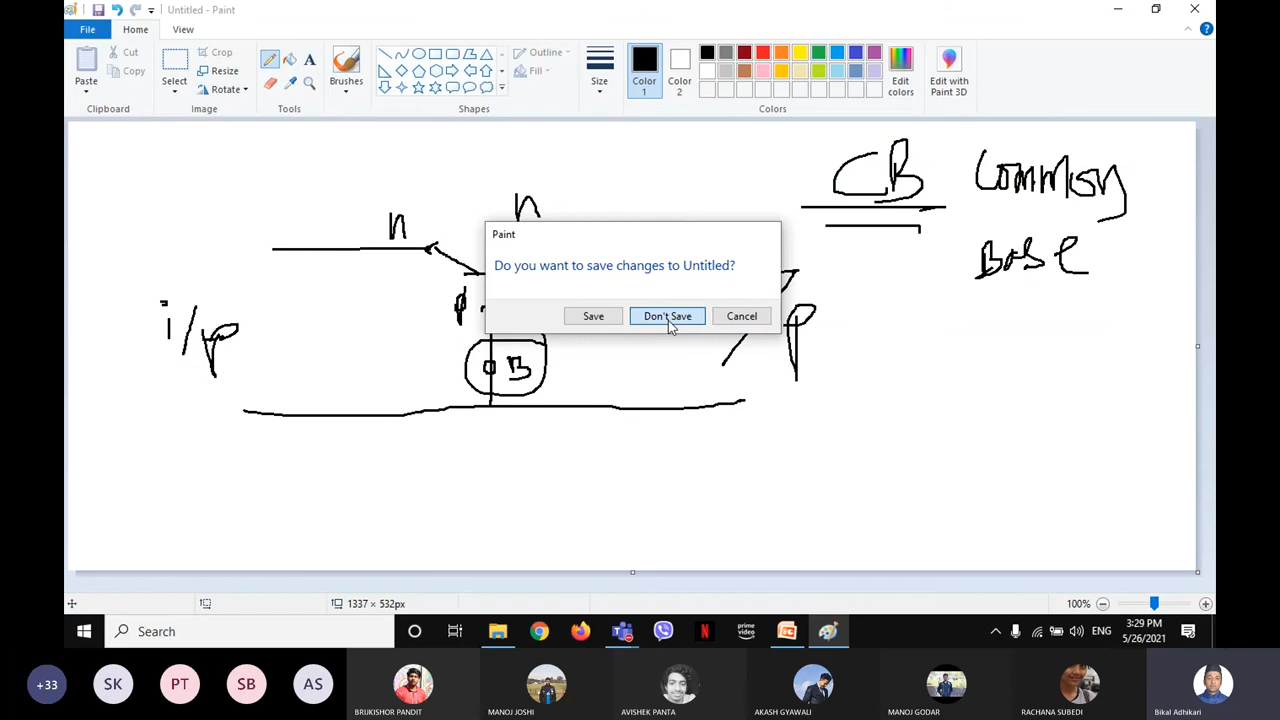 Untitled - Paint
File
Home
View
Paste
Cut
Copy
Clipboard
Select
Crop
Resize
Rotate
Image
Tools
Brushes
Shapes
Outline
Fill
Size
Color 1
Color 2
Colors
Edit colors
Edit with Paint 3D
CB Common
Base
n
n
p
i/p
p
B
Paint
Do you want to save changes to Untitled?
Save
Don't Save
Cancel
1337 × 532px
100%
Search
prime video
ENG
3:29 PM
5/26/2021
+33
SK
PT
SB
AS
BRIJKISHOR PANDIT
MANOJ JOSHI
AVISHEK PANTA
AKASH GYAWALI
MANOJ GODAR
RACHANA SUBEDI
Bikal Adhikari